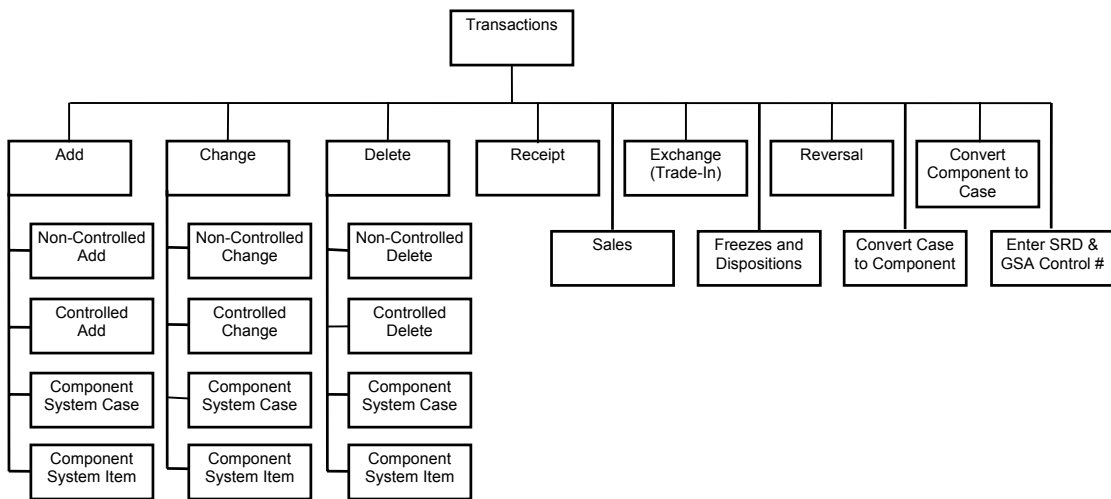 Transactions
Add
Change
Delete
Receipt
Exchange
(Trade-In)
Reversal
Convert
Component to
Case
Non-Controlled
Add
Non-Controlled
Change
Non-Controlled
Delete
Sales
Freezes and
Dispositions
Convert Case
to Component
Enter SRD &
GSA Control #
Controlled
Add
Controlled
Change
Controlled
Delete
Component
System Case
Component
System Case
Component
System Case
Component
System Item
Component
System Item
Component
System Item